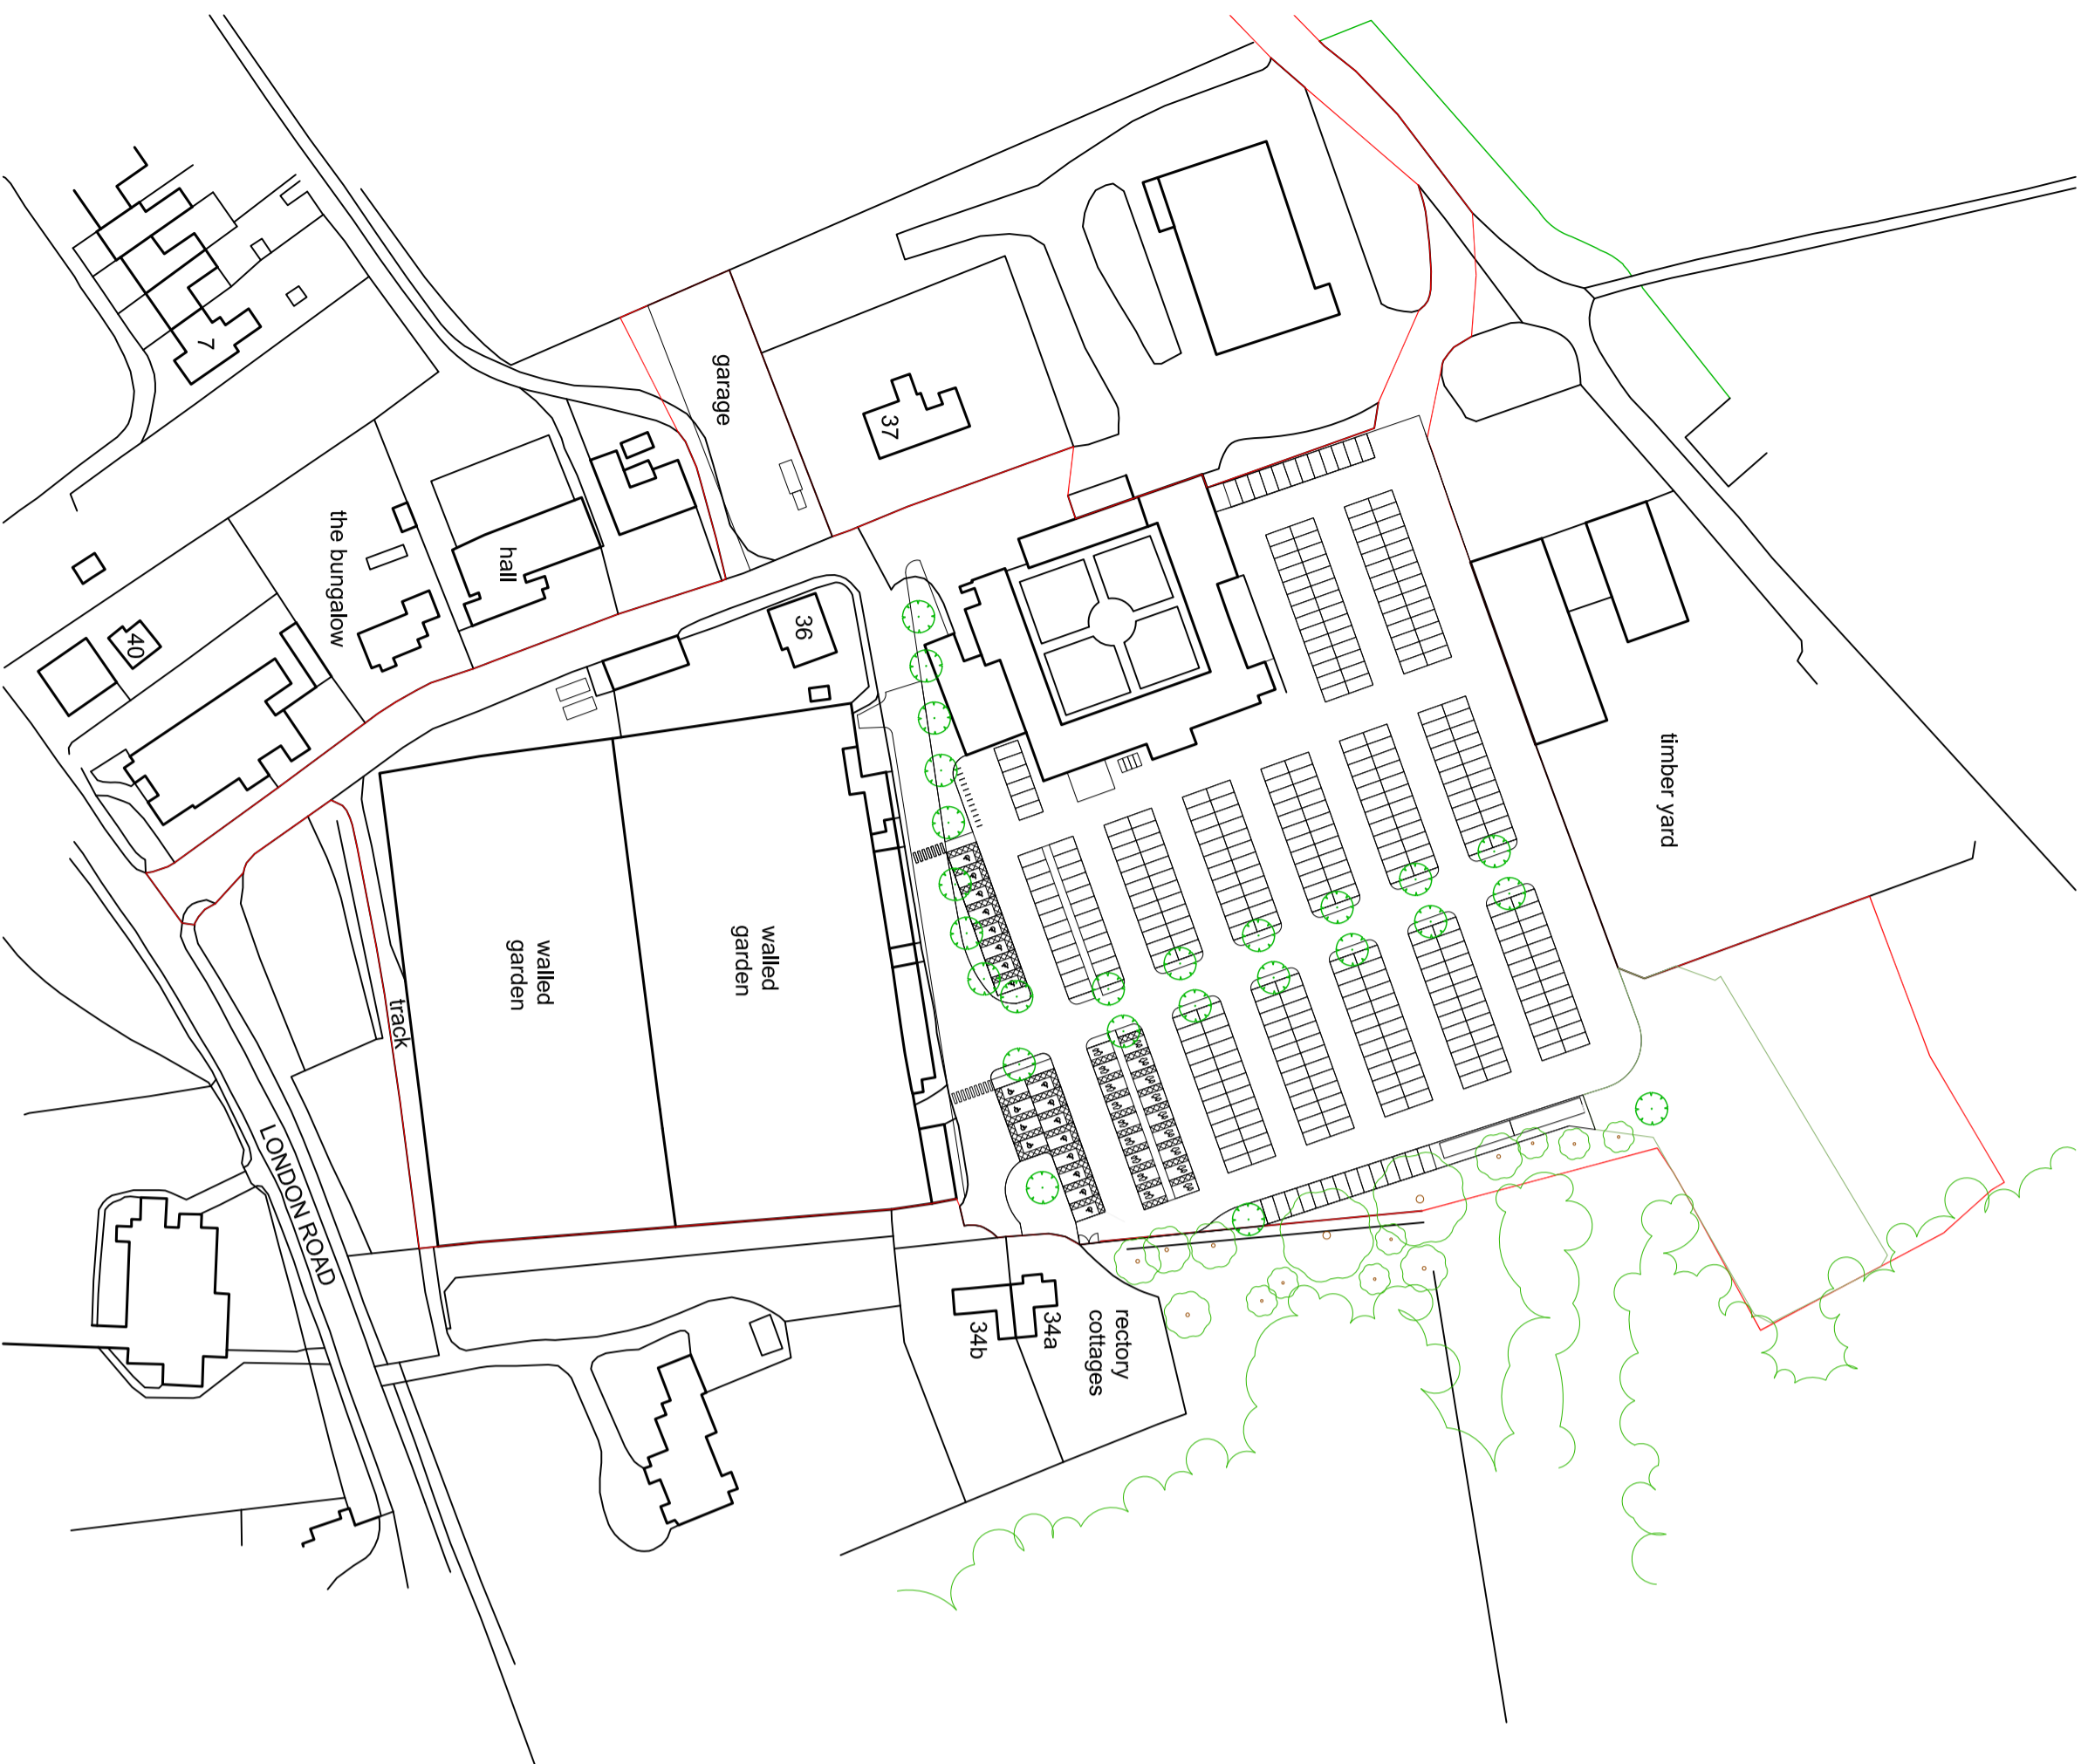 7
garage
37
the bungalow
hall
40
36
timber yard
walled
garden
walled
garden
track
LONDON ROAD
34b
34a
rectory
cottages